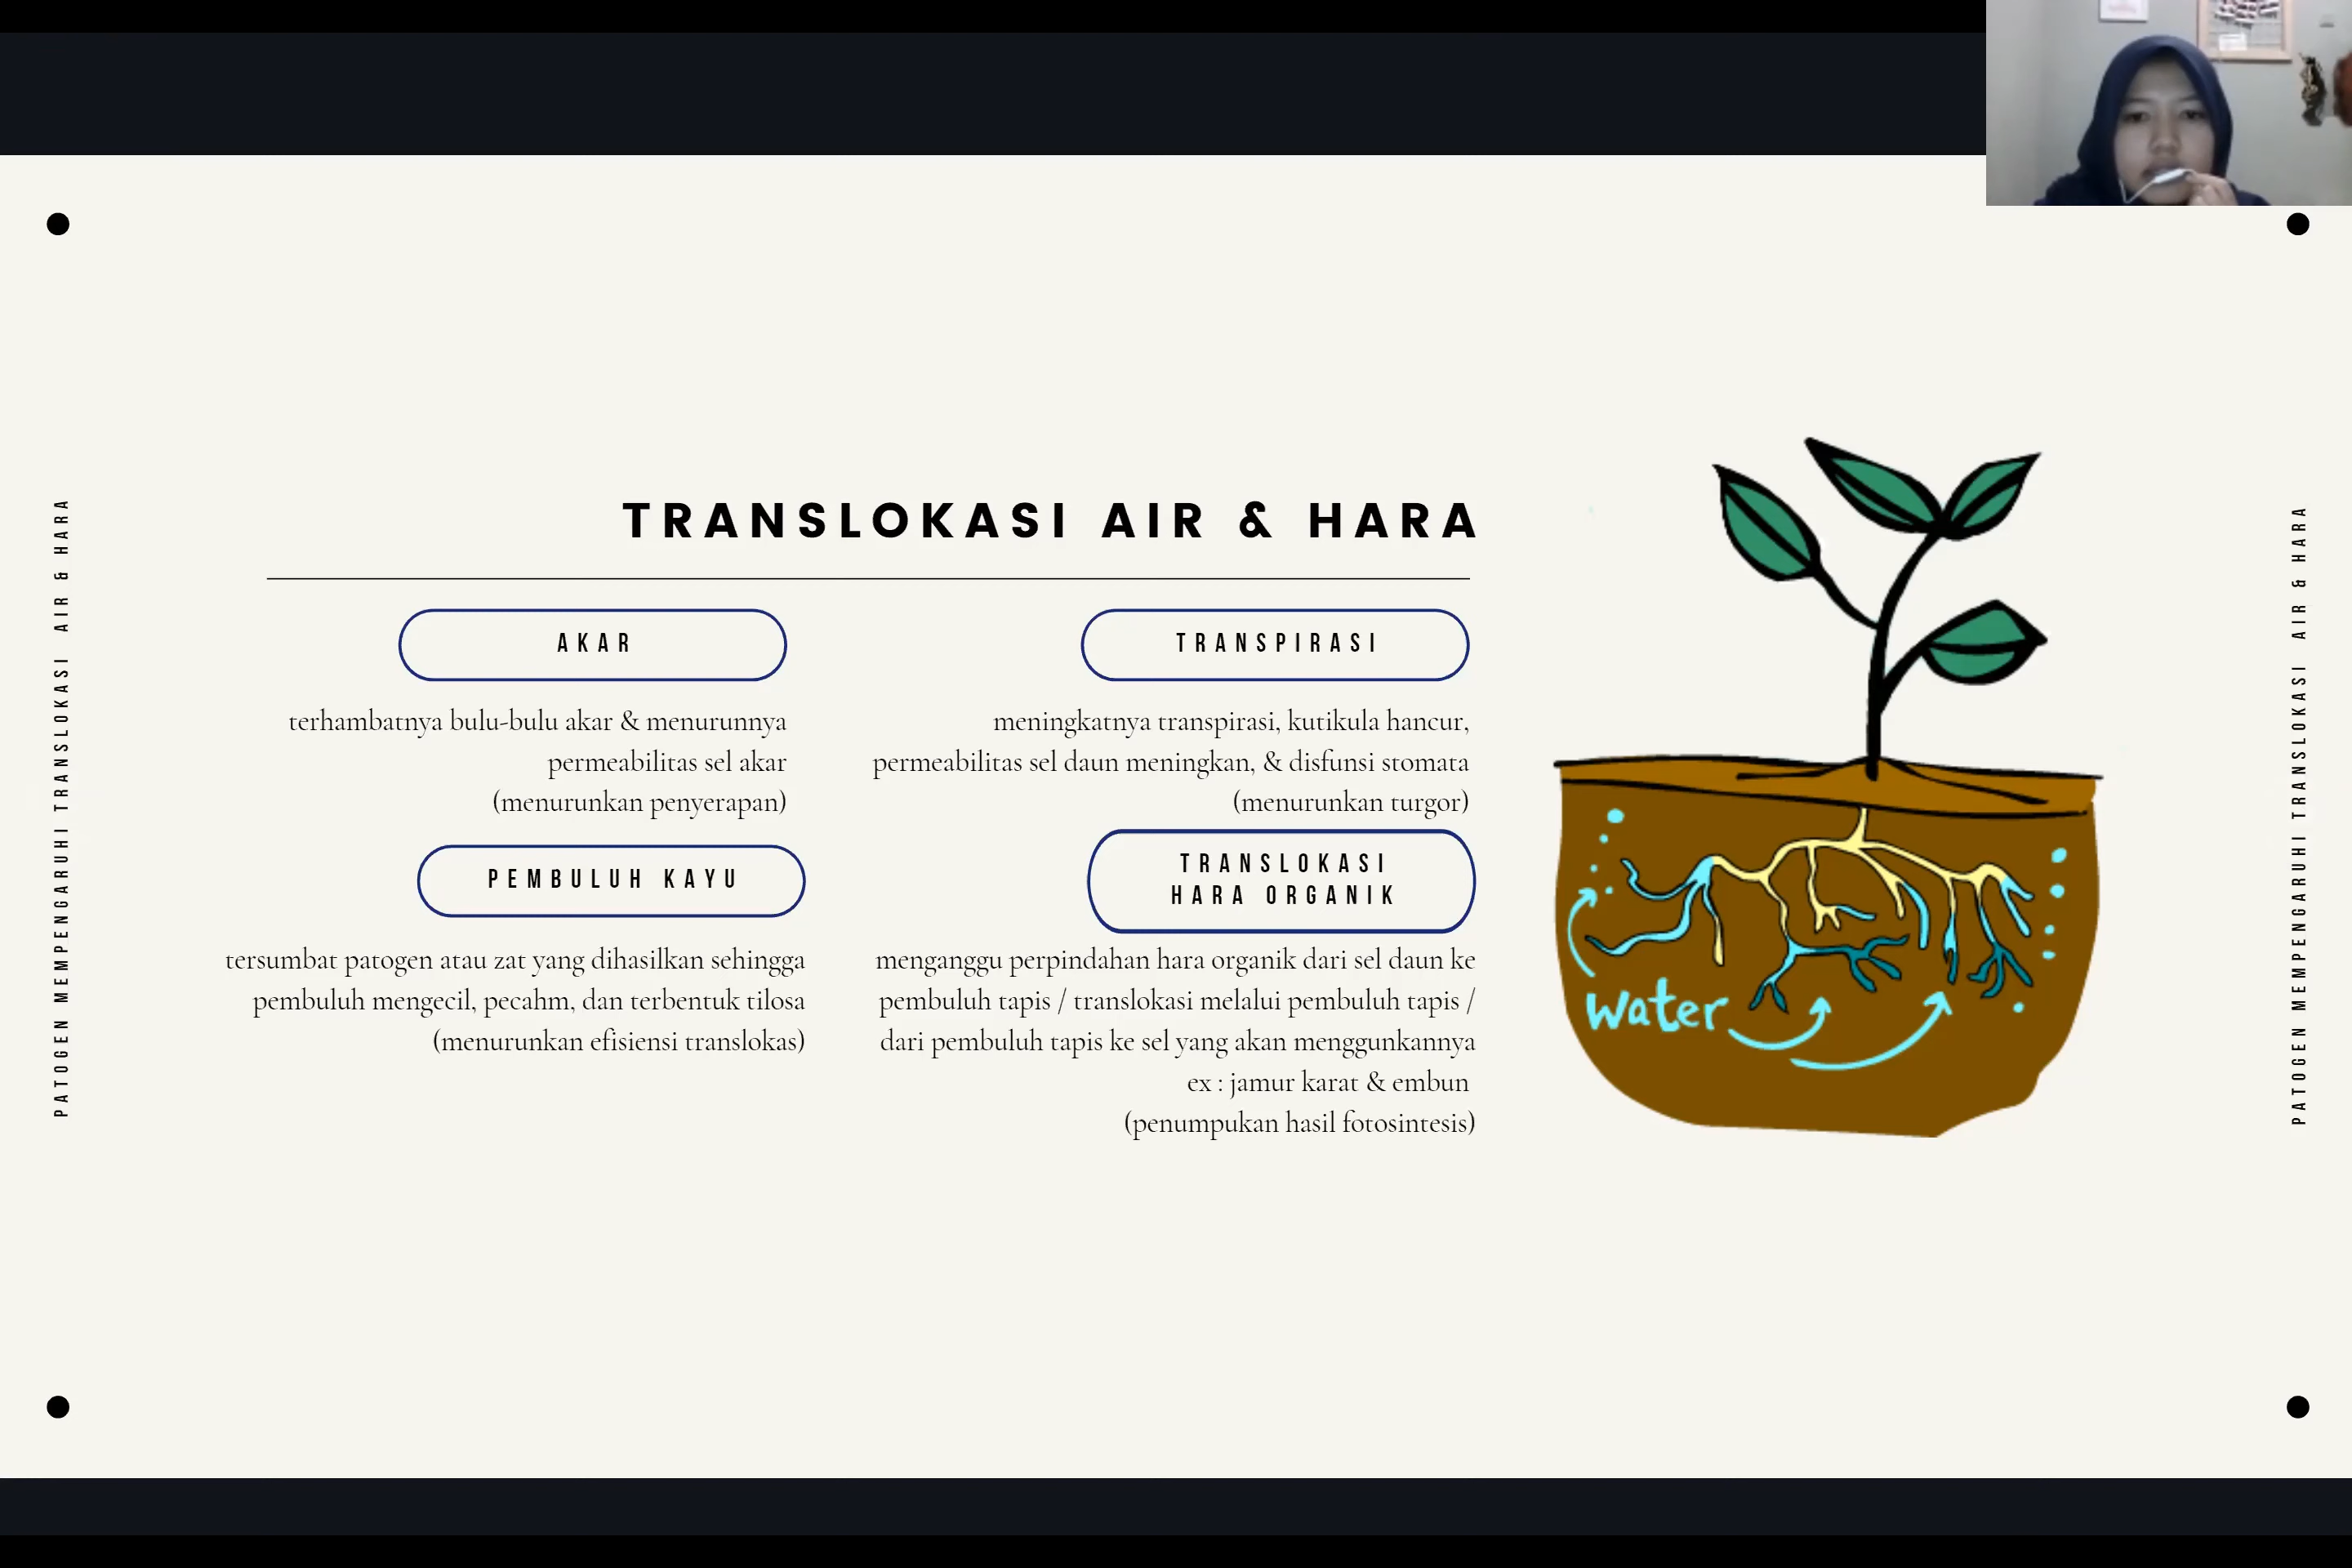 TRANSLOKASI AIR & HARA
AKAR
terhambatnya bulu-bulu akar & menurunnya
permeabilitas sel akar
(menurunkan penyerapan)
TRANSPIRASI
meningkatnya transpirasi, kutikula hancur,
permeabilitas sel daun meningkan, & disfunsi stomata
(menurunkan turgor)
PEMBULUH KAYU
tersumbat patogen atau zat yang dihasilkan sehingga
pembuluh mengecil, pecahm, dan terbentuk tilosa
(menurunkan efisiensi translokas)
TRANSLOKASI
HARA ORGANIK
menganggu perpindahan hara organik dari sel daun ke
pembuluh tapis / translokasi melalui pembuluh tapis /
dari pembuluh tapis ke sel yang akan menggunkannya
ex : jamur karat & embun
(penumpukan hasil fotosintesis)
water
PATOGEN MEMPENGARUHI TRANSLOKASI AIR & HARA
PATOGEN MEMPENGARUHI TRANSLOKASI AIR & HARA